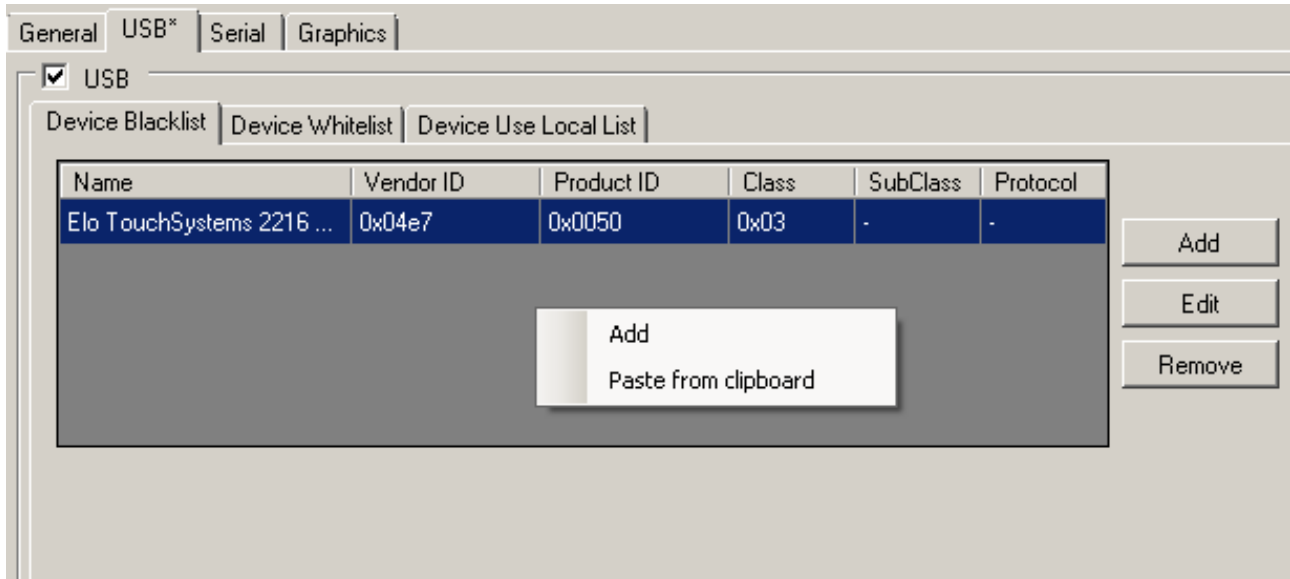 General USB* Serial Graphics
USB
Device Blacklist Device Whitelist Device Use Local List
Name Vendor ID Product ID Class SubClass Protocol
Elo TouchSystems 2216 ... 0x04e7 0x0050 0x03 - -
Add
Edit
Remove
Add
Paste from clipboard